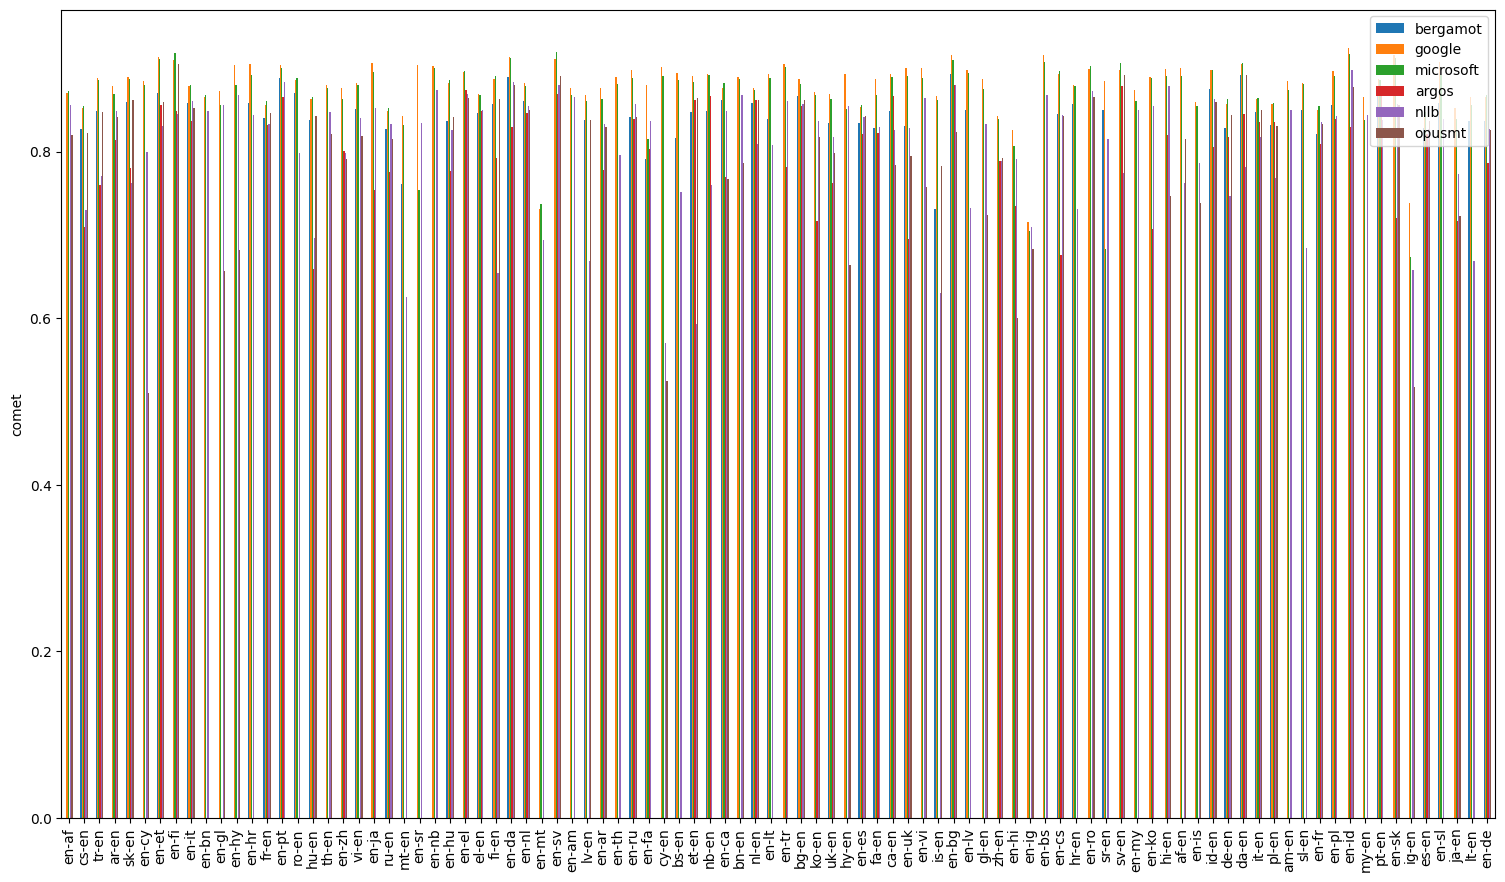 bergamot
google
microsoft
argos
nllb
opusmt
comet
0.8
0.6
0.4
0.2
0.0
en-af
cs-en
tr-en
ar-en
sk-en
en-cy
en-et
en-fi
en-it
en-bn
en-gl
en-hy
en-hr
fr-en
en-pt
ro-en
hu-en
th-en
en-zh
vi-en
en-ja
ru-en
mt-en
en-sr
en-nb
en-hu
en-el
el-en
fi-en
en-da
en-nl
en-mt
en-sv
en-am
lv-en
en-ar
en-th
en-ru
en-fa
cy-en
bs-en
et-en
nb-en
en-ca
bn-en
nl-en
en-lt
en-tr
bg-en
ko-en
uk-en
hy-en
en-es
fa-en
ca-en
en-uk
en-vi
is-en
en-bg
en-lv
gl-en
zh-en
en-hi
en-ig
en-bs
en-cs
hr-en
en-ro
sr-en
sv-en
en-my
en-ko
hi-en
af-en
en-is
id-en
de-en
da-en
it-en
pl-en
am-en
sl-en
en-fr
en-pl
en-id
my-en
pt-en
en-sk
ig-en
es-en
en-sl
ja-en
lt-en
en-de